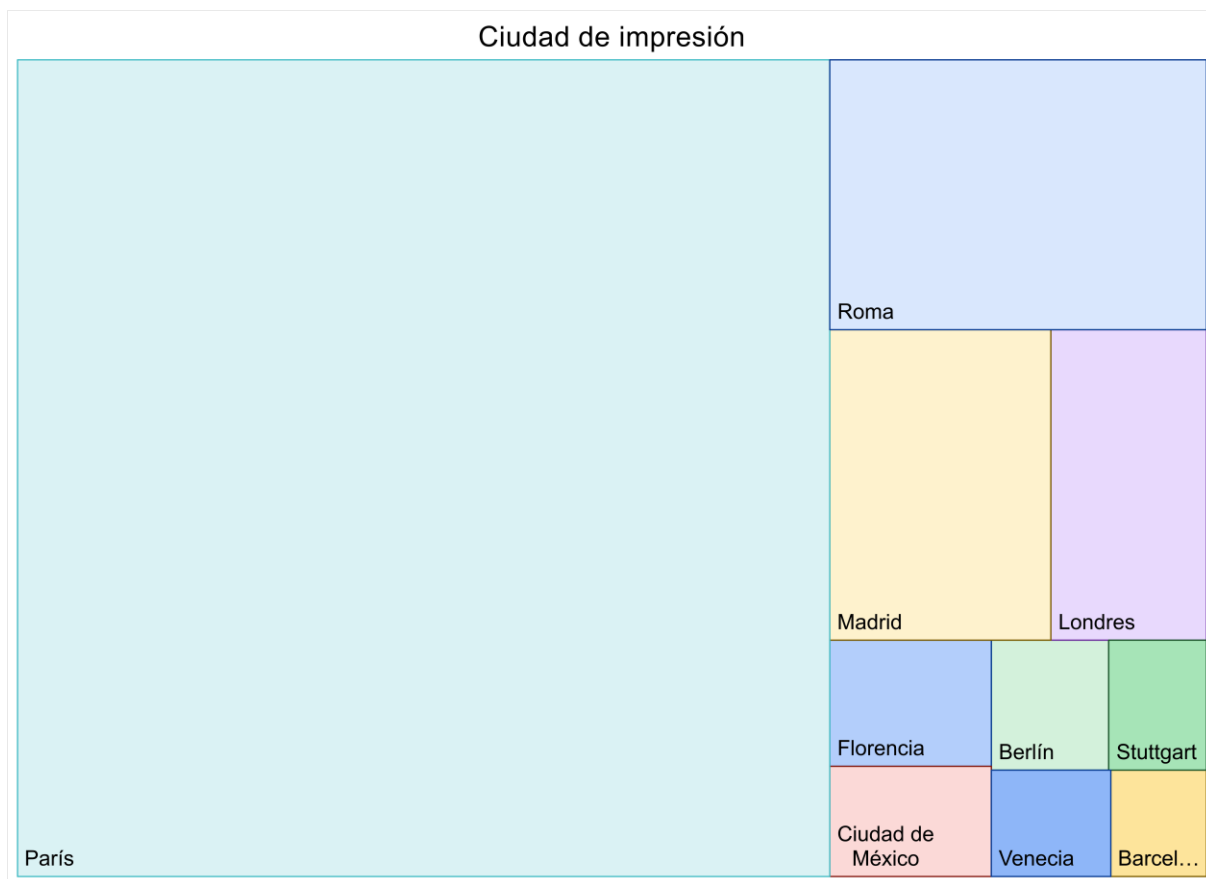 Ciudad de impresión
Roma
Madrid
Londres
Florencia
Berlín
Stuttgart
Ciudad de
México
París
Venecia
Barcel…